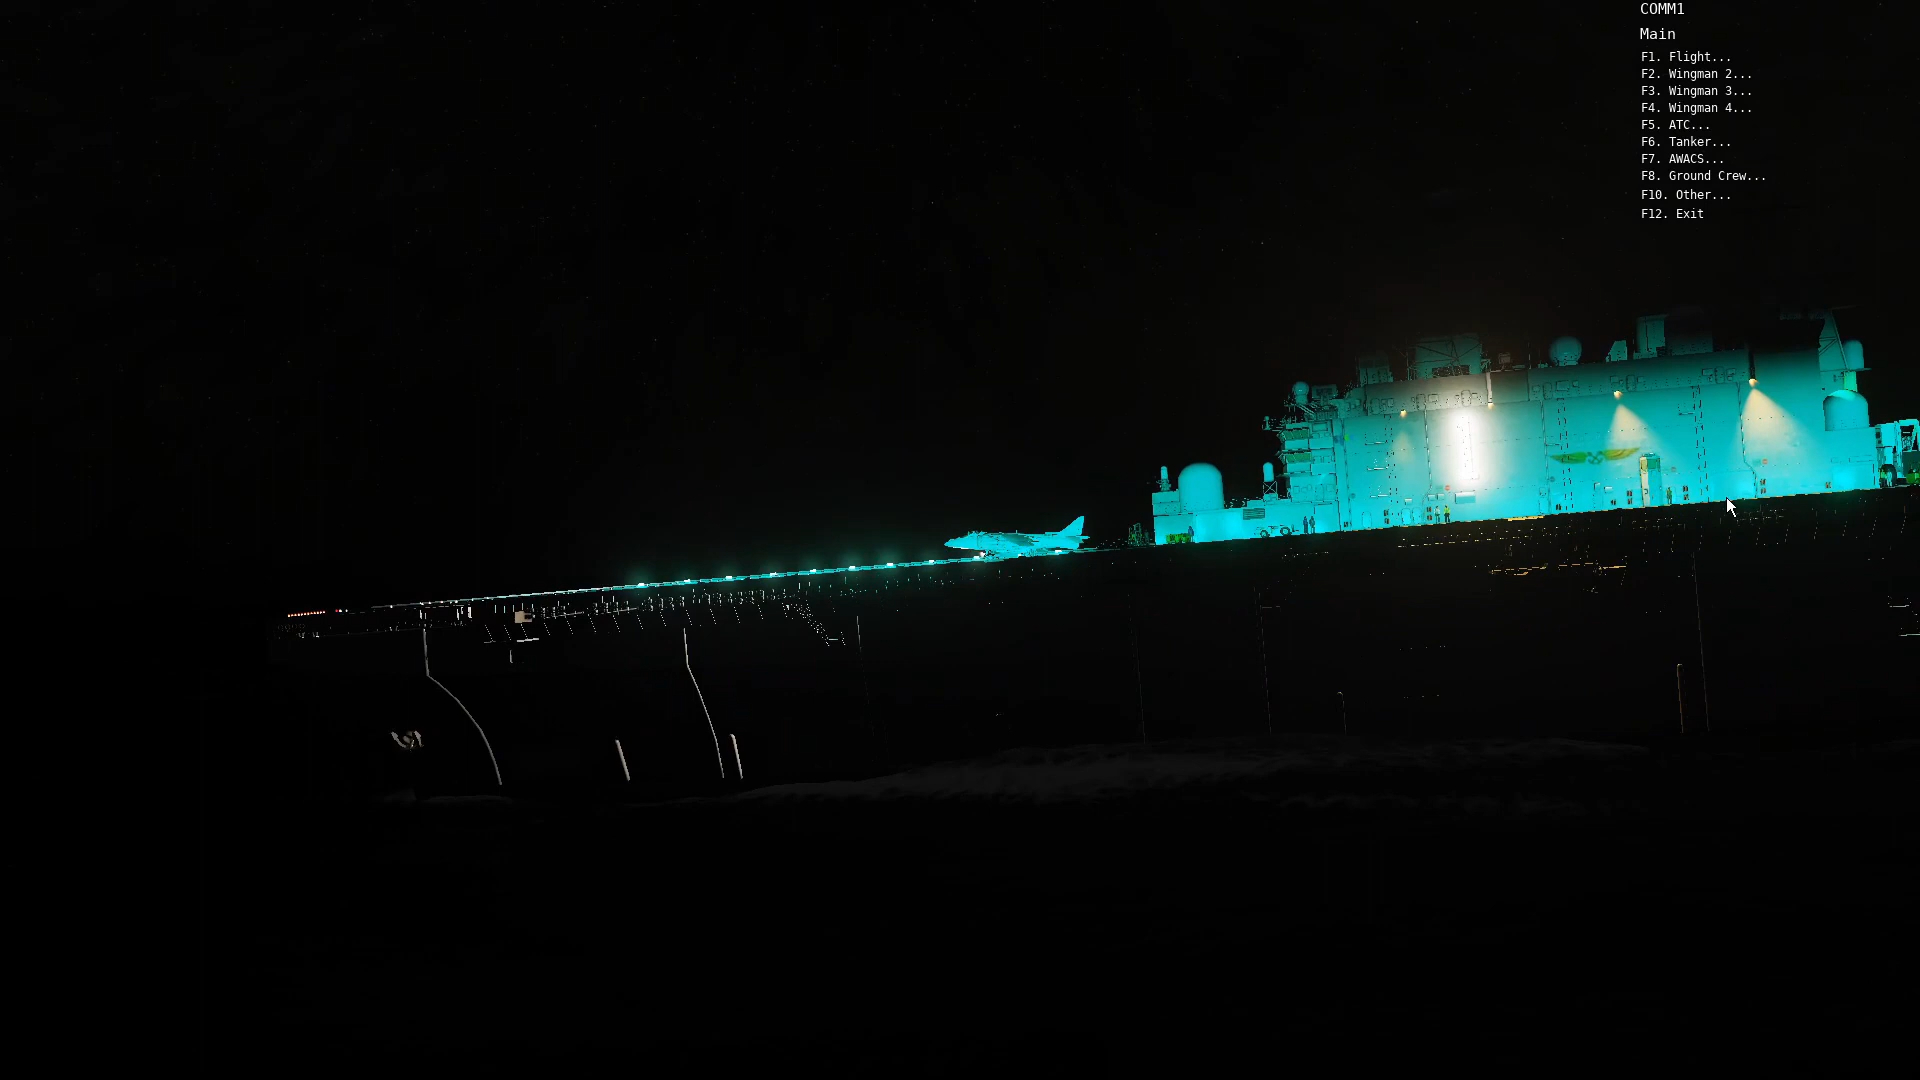 COMM1
Main
F1. Flight...
F2. Wingman 2...
F3. Wingman 3...
F4. Wingman 4...
F5. ATC...
F6. Tanker...
F7. AWACS...
F8. Ground Crew...
F10. Other...
F12. Exit